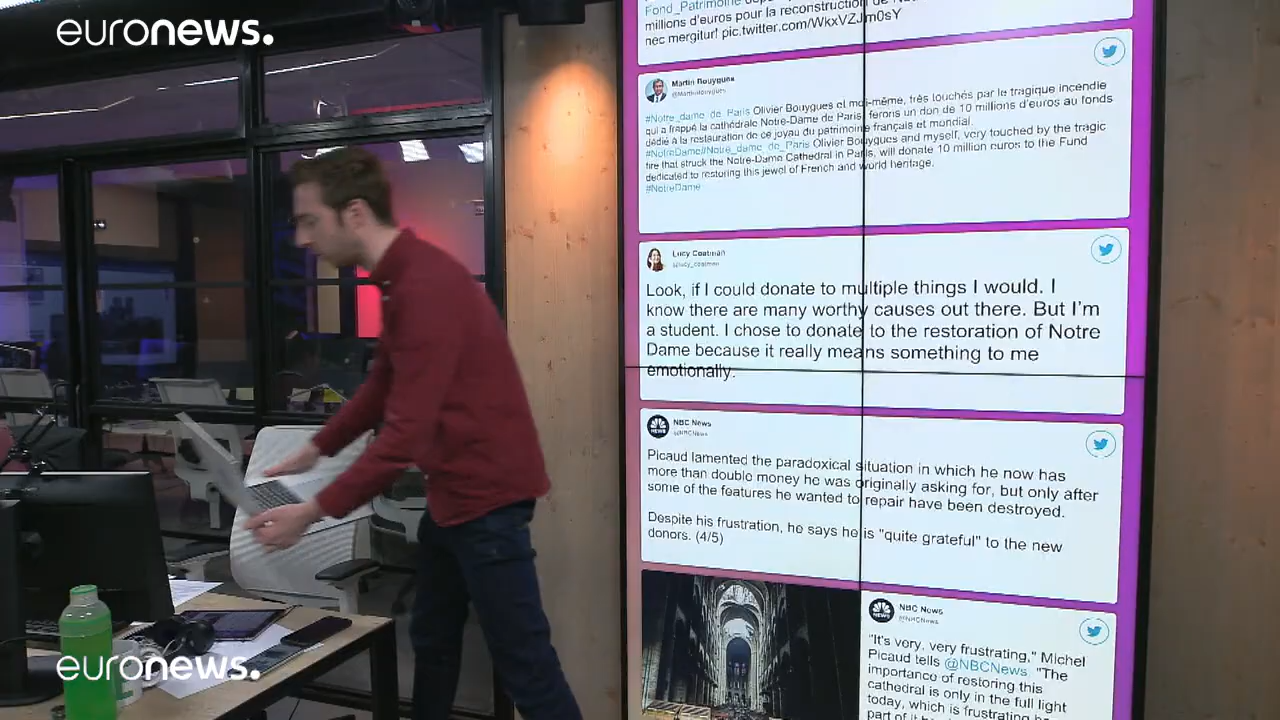 euronews.
Fond_Patrimoine
millions d'euros pour la reconstruction de
nec mergitur! pic.twitter.com/WkxVZJm0sY
Martin Bouygues
@MartinBouygues
#Notre_dame_de_Paris Olivier Bouygues et moi-même, très touchés par le tragique incendie
qui a frappé la cathédrale Notre-Dame de Paris, ferons un don de 10 millions d'euros au fonds
dédié à la restauration de ce joyau du patrimoine français et mondial.
#NotreDame#Notre_dame_de_Paris Olivier Bouygues and myself, very touched by the tragic
fire that struck the Notre-Dame Cathedral in Paris, will donate 10 million euros to the Fund
dedicated to restoring this jewel of French and world heritage.
#NotreDame
Lucy Coatman
@lucy_coatman
Look, if I could donate to multiple things I would. I
know there are many worthy causes out there. But I'm
a student. I chose to donate to the restoration of Notre
Dame because it really means something to me
emotionally.
NBC News
@NBCNews
Picaud lamented the paradoxical situation in which he now has
more than double money he was originally asking for, but only after
some of the features he wanted to repair have been destroyed.
Despite his frustration, he says he is "quite grateful" to the new
donors. (4/5)
NBC News
@NBCNews
"It's very, very frustrating," Michel
Picaud tells @NBCNews. "The
importance of restoring this
cathedral is only in the full light
today, which is frustrating
part of it
euronews.